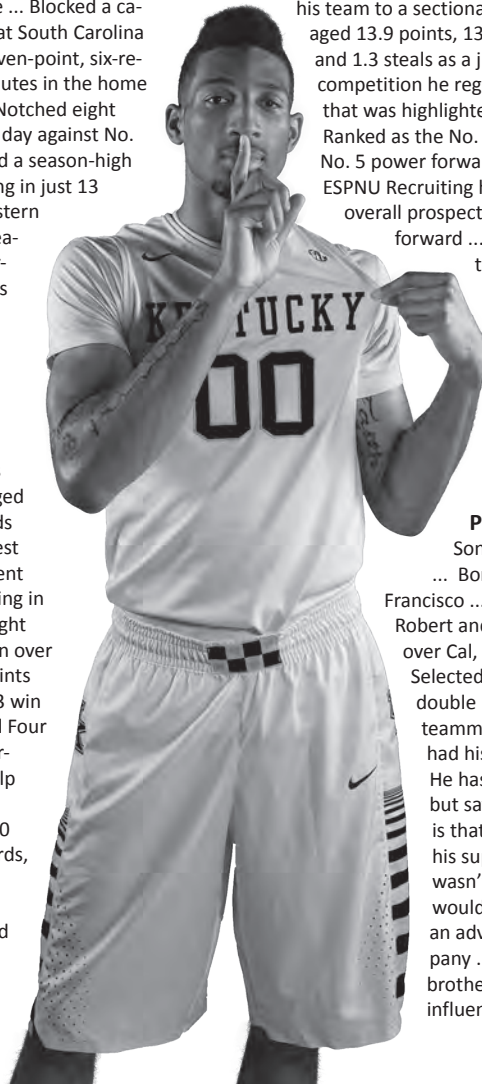 e ... Blocked a ca-
at South Carolina
ven-point, six-re-
utes in the home
Notched eight
day against No.
d a season-high
ng in just 13
stern
ea-
s
ged
ds
est
ent
ing in
ght
n over
ints
3 win
l Four
r-
lp
0
rds,
d
KENTUCKY
00
his team to a sectional
aged 13.9 points, 13
and 1.3 steals as a j
competition he reg
that was highlighte
Ranked as the No.
No. 5 power forwa
ESPNU Recruiting h
overall prospect
forward ...
t
P
Son
... Bor
Francisco ...
Robert and
over Cal,
Selected
double
teamm
had his
He has
but sa
is that
his su
wasn'
would
an adv
pany .
brothe
influen